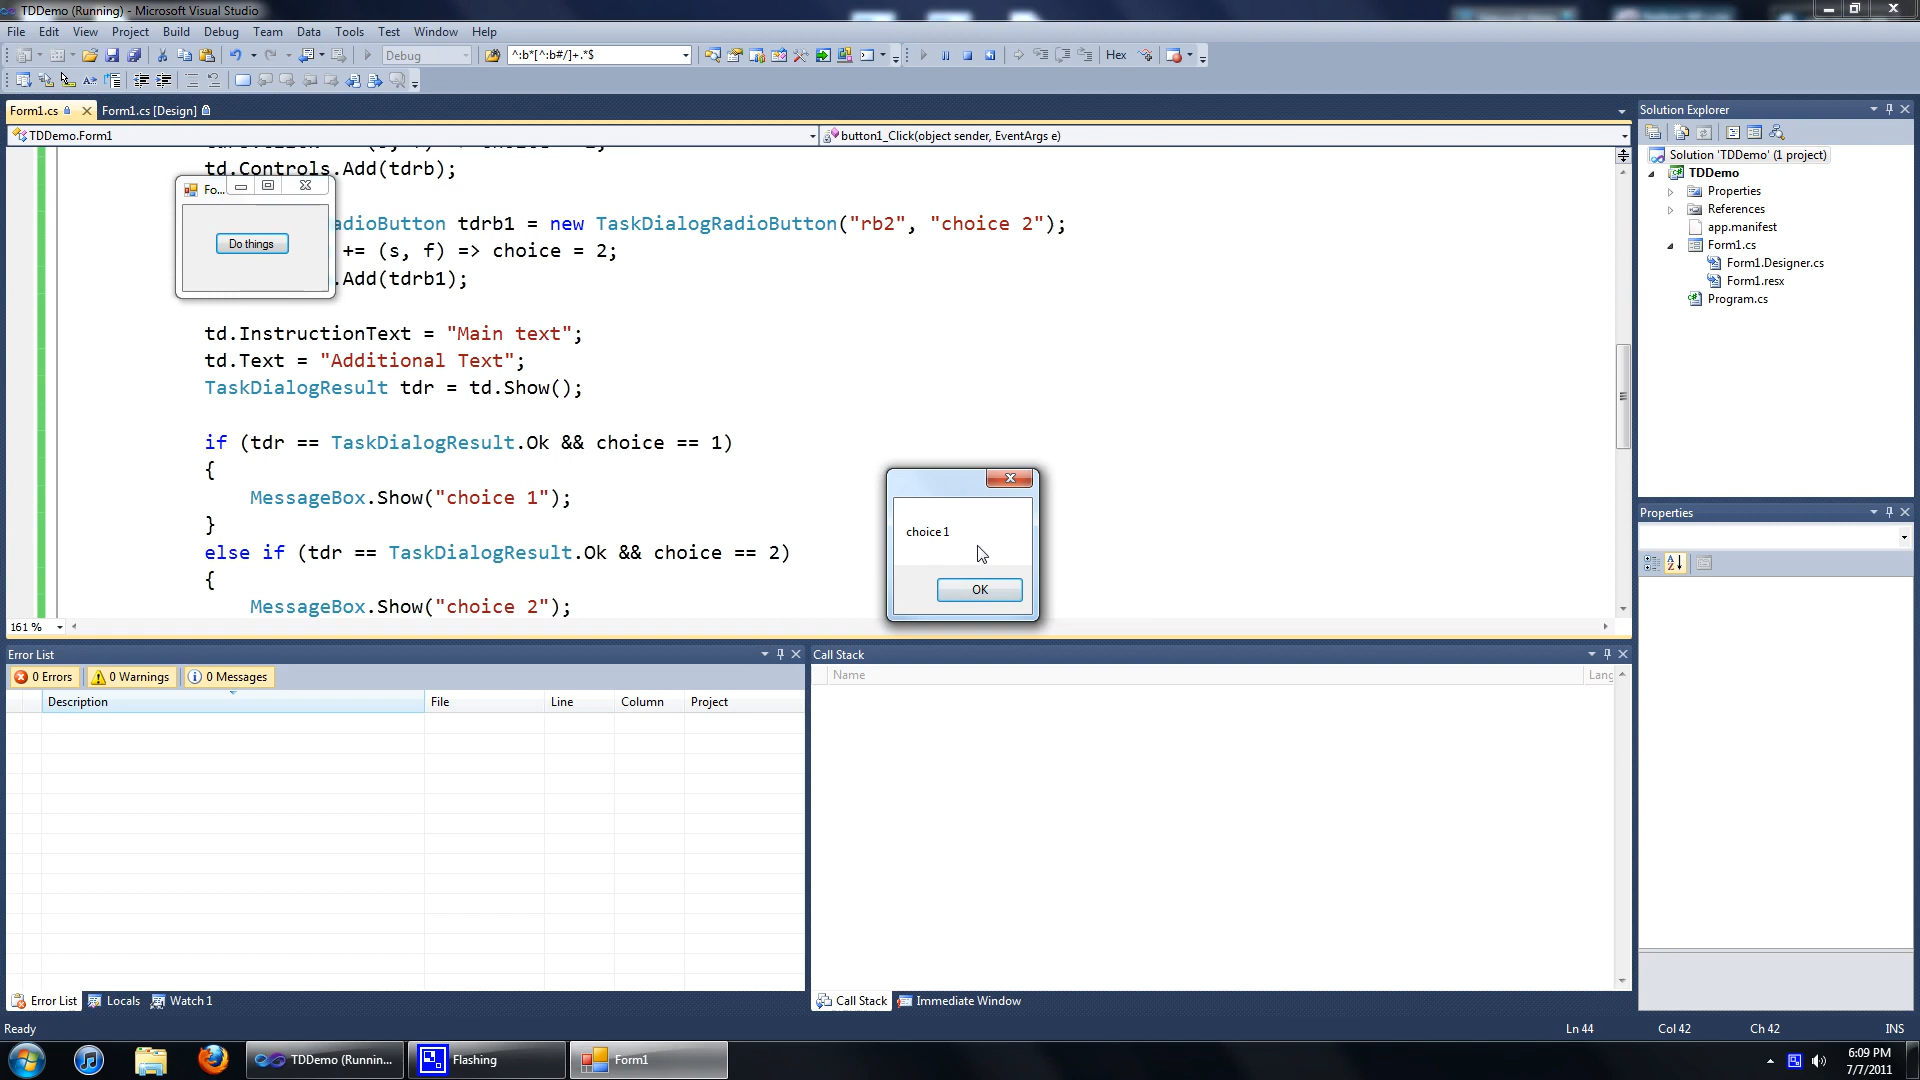 TDDemo (Running) - Microsoft Visual Studio
File Edit View Project Build Debug Team Data Tools Test Window Help
Debug
^:b*[^:b#/]+.*$
Hex
Form1.cs
Form1.cs [Design]
TDDemo.Form1
button1_Click(object sender, EventArgs e)
td.Controls.Add(tdrb);
Fo...
Do things
adioButton tdrb1 = new TaskDialogRadioButton("rb2", "choice 2");
+= (s, f) => choice = 2;
.Add(tdrb1);
td.InstructionText = "Main text";
td.Text = "Additional Text";
TaskDialogResult tdr = td.Show();
if (tdr == TaskDialogResult.Ok && choice == 1)
{
MessageBox.Show("choice 1");
}
else if (tdr == TaskDialogResult.Ok && choice == 2)
{
MessageBox.Show("choice 2");
161 %
choice 1
OK
Solution Explorer
Solution 'TDDemo' (1 project)
TDDemo
Properties
References
app.manifest
Form1.cs
Form1.Designer.cs
Form1.resx
Program.cs
Properties
Error List
0 Errors
0 Warnings
0 Messages
Description File Line Column Project
Call Stack
Name Lang
Error List Locals Watch 1
Call Stack Immediate Window
Ready
Ln 44 Col 42 Ch 42 INS
TDDemo (Runnin...
Flashing
Form1
6:09 PM
7/7/2011